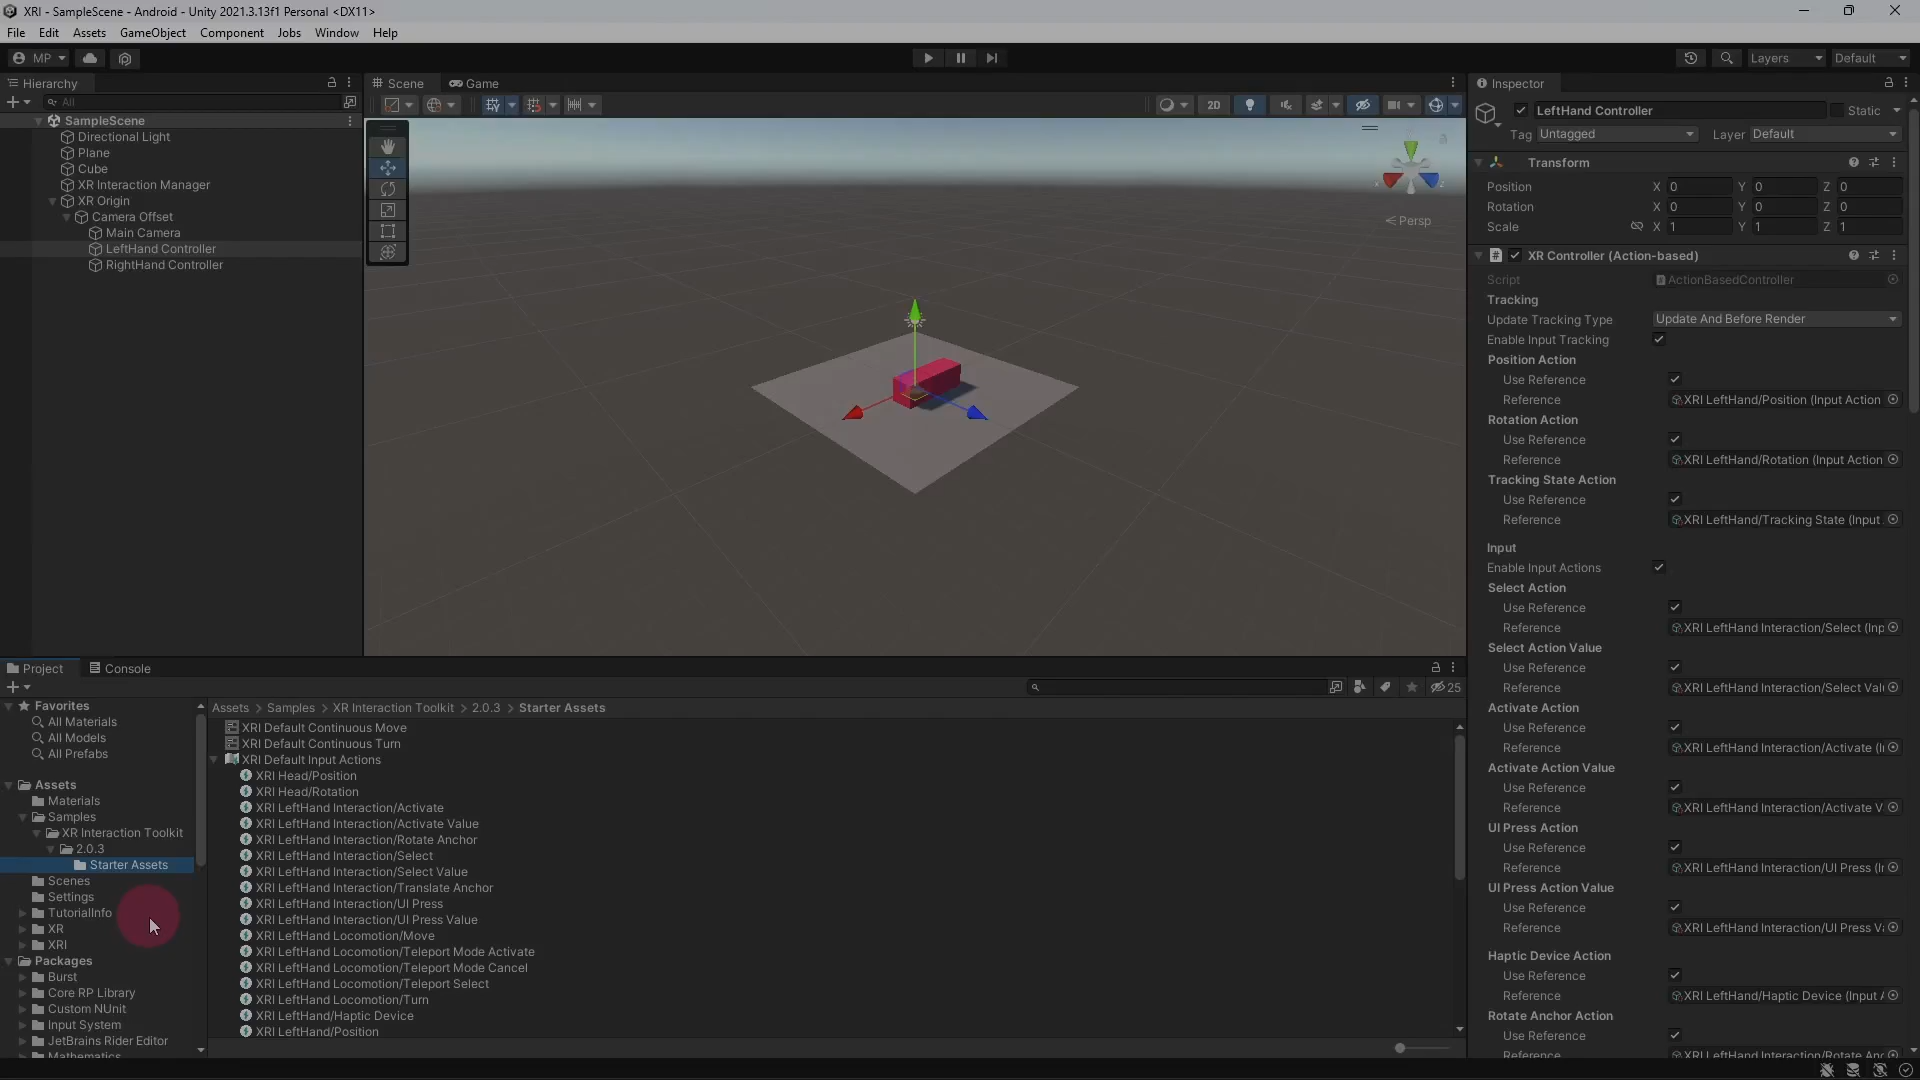 XRI - SampleScene - Android - Unity 2021.3.13f1 Personal <DX11>
File Edit Assets GameObject Component Jobs Window Help
MP
Layers
Default
Hierarchy
All
SampleScene
Directional Light
Plane
Cube
XR Interaction Manager
XR Origin
Camera Offset
Main Camera
LeftHand Controller
RightHand Controller
Scene
Game
2D
x
z
< Persp
Inspector
LeftHand Controller
Static
Tag Untagged
Layer Default
Transform
Position X 0 Y 0 Z 0
Rotation X 0 Y 0 Z 0
Scale X 1 Y 1 Z 1
XR Controller (Action-based)
Script ActionBasedController
Tracking
Update Tracking Type Update And Before Render
Enable Input Tracking
Position Action
Use Reference
Reference XRI LeftHand/Position (Input Action
Rotation Action
Use Reference
Reference XRI LeftHand/Rotation (Input Action
Tracking State Action
Use Reference
Reference XRI LeftHand/Tracking State (Input
Input
Enable Input Actions
Select Action
Use Reference
Reference XRI LeftHand Interaction/Select (Inp
Select Action Value
Use Reference
Reference XRI LeftHand Interaction/Select Val
Activate Action
Use Reference
Reference XRI LeftHand Interaction/Activate (I
Activate Action Value
Use Reference
Reference XRI LeftHand Interaction/Activate V
UI Press Action
Use Reference
Reference XRI LeftHand Interaction/UI Press (I
UI Press Action Value
Use Reference
Reference XRI LeftHand Interaction/UI Press V
Haptic Device Action
Use Reference
Reference XRI LeftHand/Haptic Device (Input A
Rotate Anchor Action
Use Reference
Reference XRI LeftHand Interaction/Rotate An
Project
Console
25
Favorites
All Materials
All Models
All Prefabs
Assets
Materials
Samples
XR Interaction Toolkit
2.0.3
Starter Assets
Scenes
Settings
TutorialInfo
XR
XRI
Packages
Burst
Core RP Library
Custom NUnit
Input System
JetBrains Rider Editor
Mathematics
Assets > Samples > XR Interaction Toolkit > 2.0.3 > Starter Assets
XRI Default Continuous Move
XRI Default Continuous Turn
XRI Default Input Actions
XRI Head/Position
XRI Head/Rotation
XRI LeftHand Interaction/Activate
XRI LeftHand Interaction/Activate Value
XRI LeftHand Interaction/Rotate Anchor
XRI LeftHand Interaction/Select
XRI LeftHand Interaction/Select Value
XRI LeftHand Interaction/Translate Anchor
XRI LeftHand Interaction/UI Press
XRI LeftHand Interaction/UI Press Value
XRI LeftHand Locomotion/Move
XRI LeftHand Locomotion/Teleport Mode Activate
XRI LeftHand Locomotion/Teleport Mode Cancel
XRI LeftHand Locomotion/Teleport Select
XRI LeftHand Locomotion/Turn
XRI LeftHand/Haptic Device
XRI LeftHand/Position